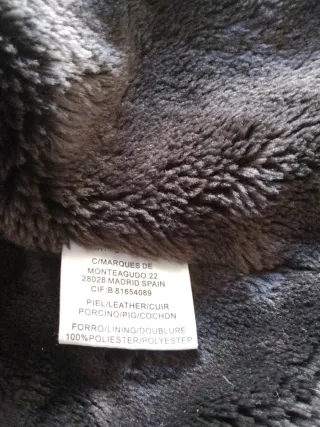 C/MARQUES DE
MONTEAGUDO 22
28028 MADRID SPAIN
CIF:B 81654089
PIEL/LEATHER/CUIR
PORCINO/PIG/COCHON
FORRO/LINING/DOUBLURE
100%POLIESTER/POLYESTER